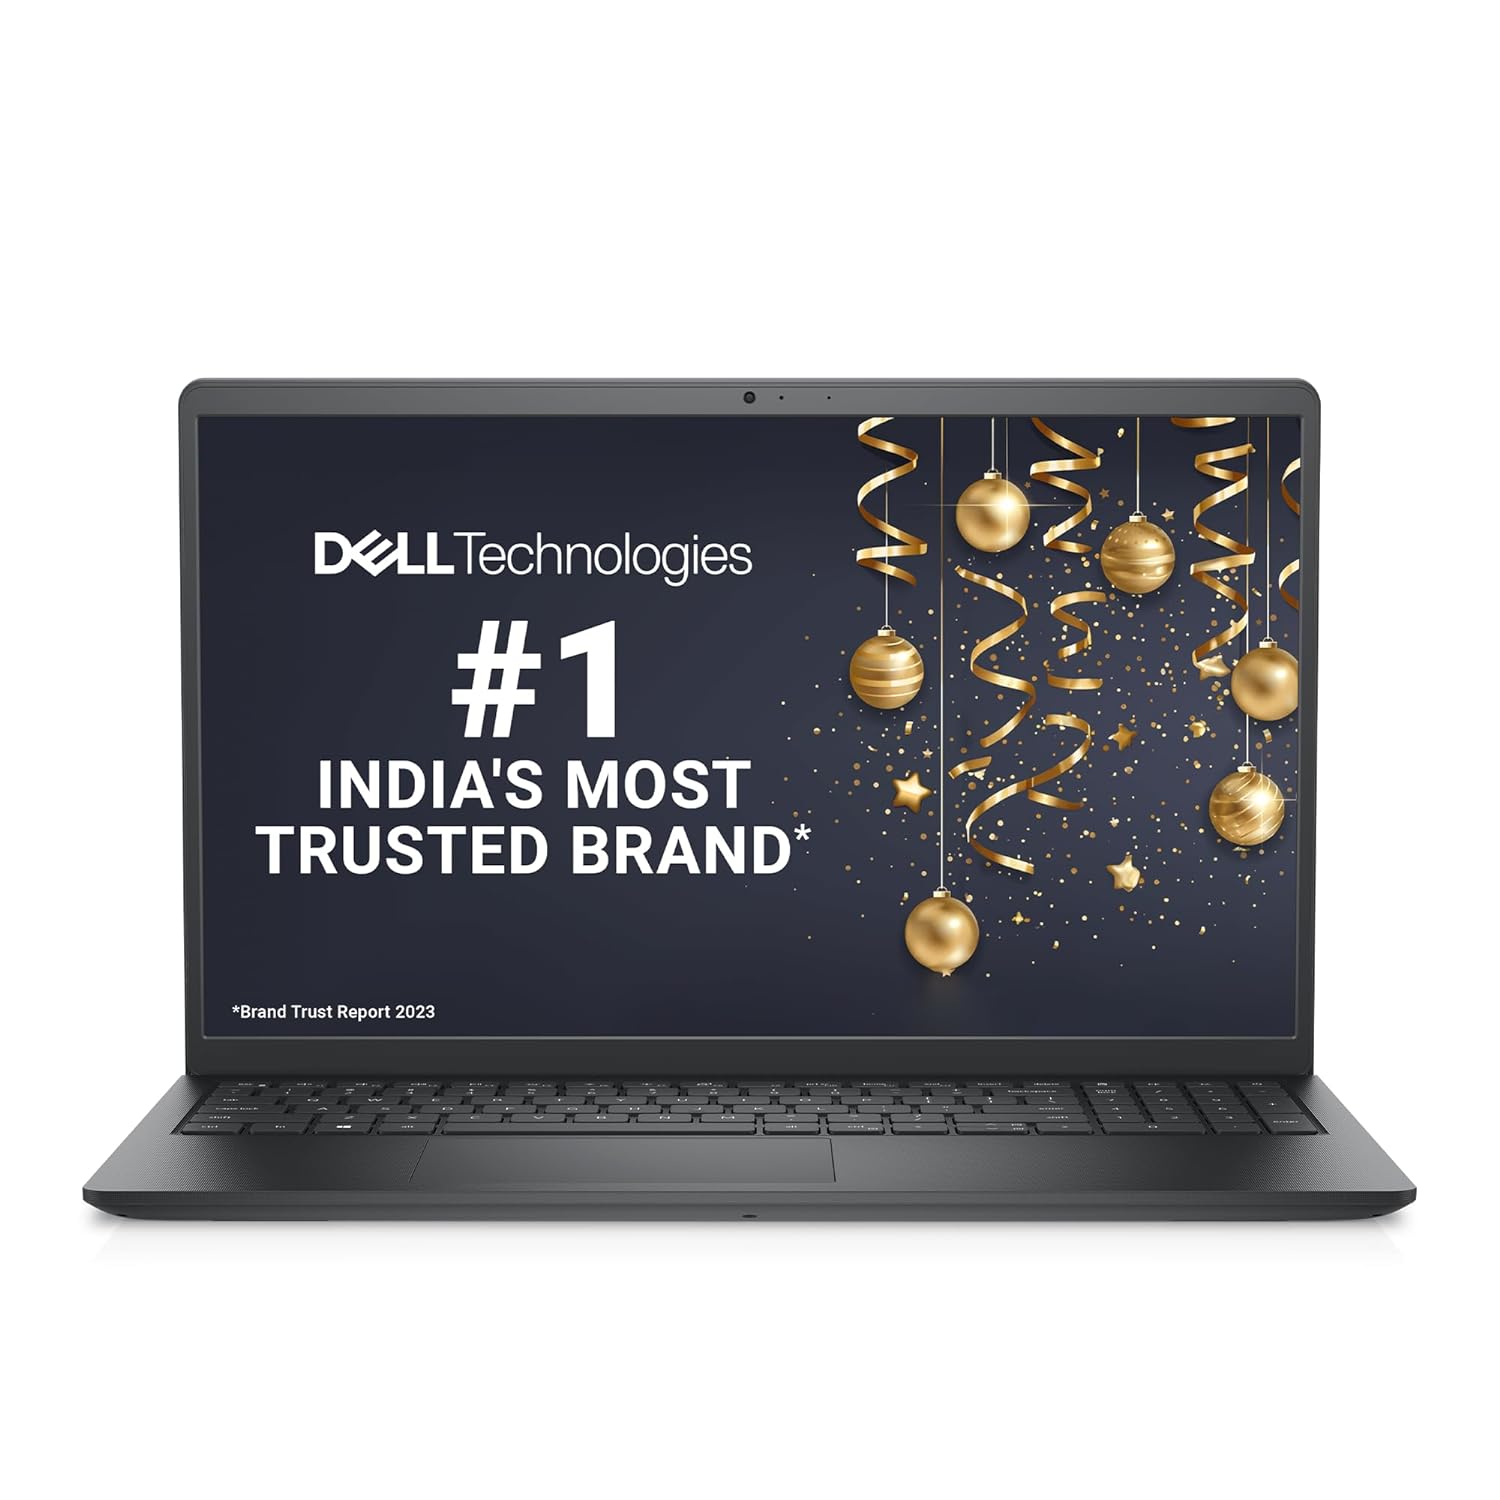 DELL Technologies
#1
INDIA'S MOST
TRUSTED BRAND*
*Brand Trust Report 2023